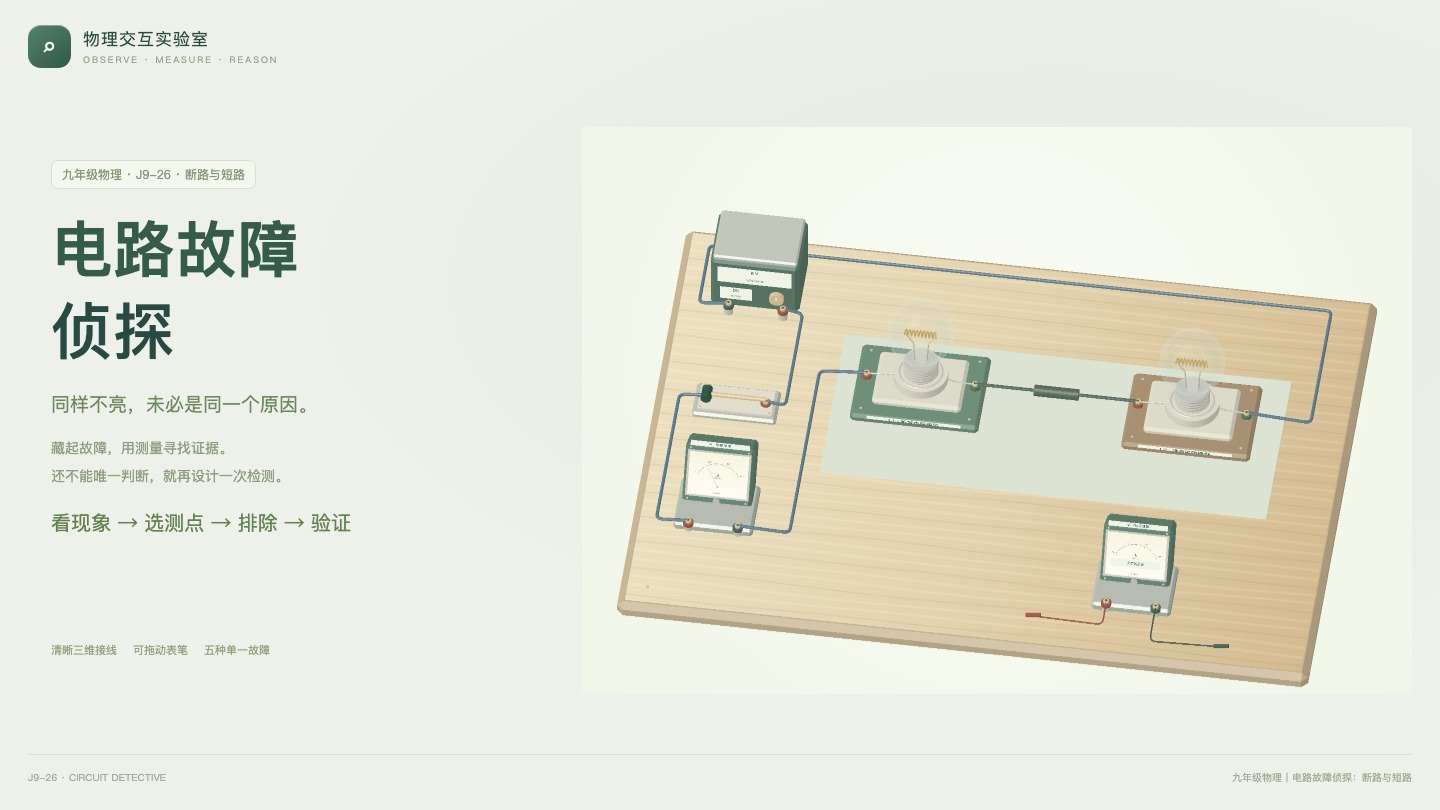 物理交互实验室
OBSERVE · MEASURE · REASON
九年级物理 · J9–26 · 断路与短路
电路故障
侦探
同样不亮，未必是同一个原因。
藏起故障，用测量寻找证据。
还不能唯一判断，就再设计一次检测。
看现象 → 选测点 → 排除 → 验证
清晰三维接线 可拖动表笔 五种单一故障
J9–26 · CIRCUIT DETECTIVE
九年级物理｜电路故障侦探：断路与短路